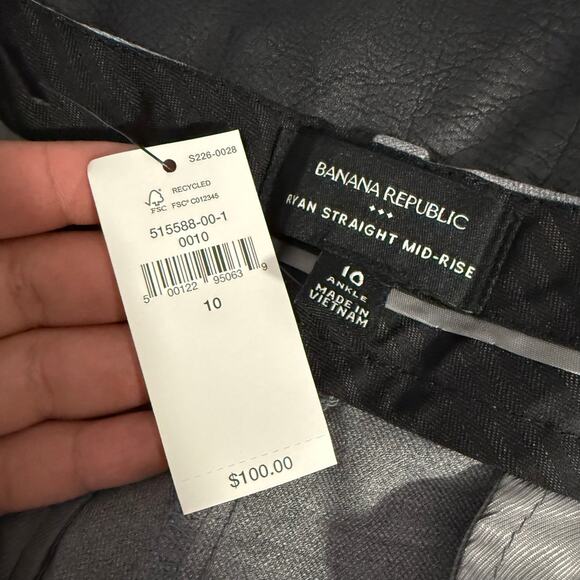 S226-0028
FSC
RECYCLED
FSC® C012345
515588-00-1
0010
5 00122 95063 9
10
$100.00
BANANA REPUBLIC
RYAN STRAIGHT MID-RISE
10
ANKLE
MADE IN
VIETNAM